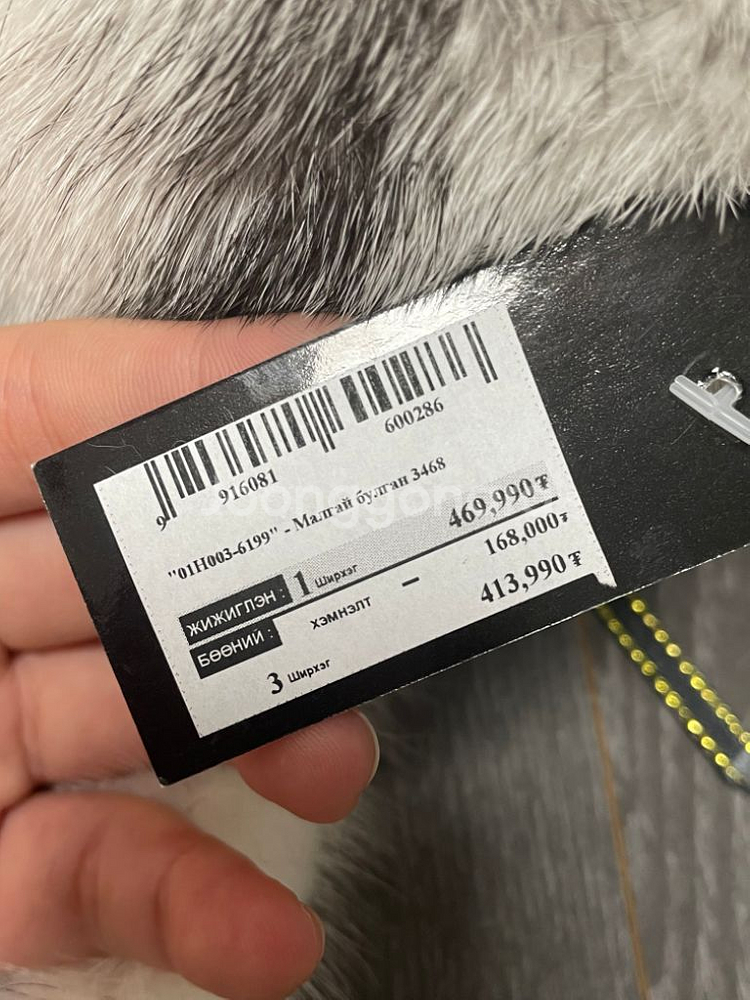 9 916081 600286
"01H003-6199" - Малгай булган 3468
ЖИЖИГЛЭН : 1 Ширхэг 469,990₮
БӨӨНИЙ : ХЭМНЭЛТ - 168,000₮
3 Ширхэг 413,990₮